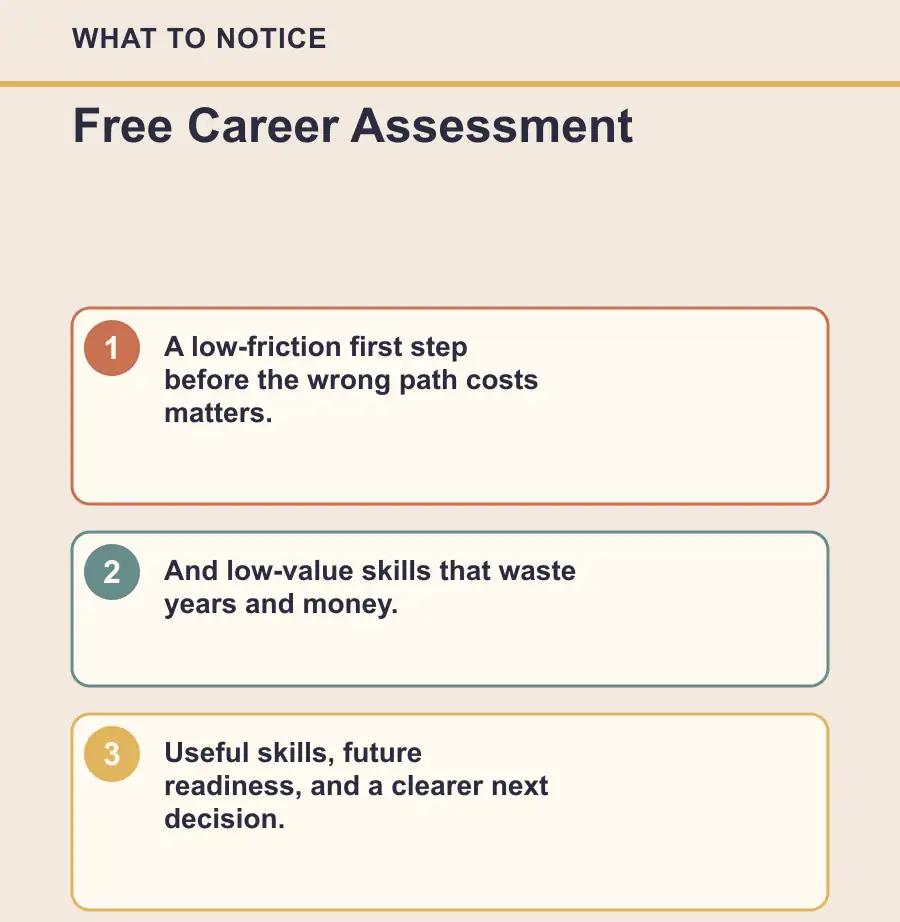 WHAT TO NOTICE
Free Career Assessment
1
A low-friction first step
before the wrong path costs
matters.
2
And low-value skills that waste
years and money.
3
Useful skills, future
readiness, and a clearer next
decision.